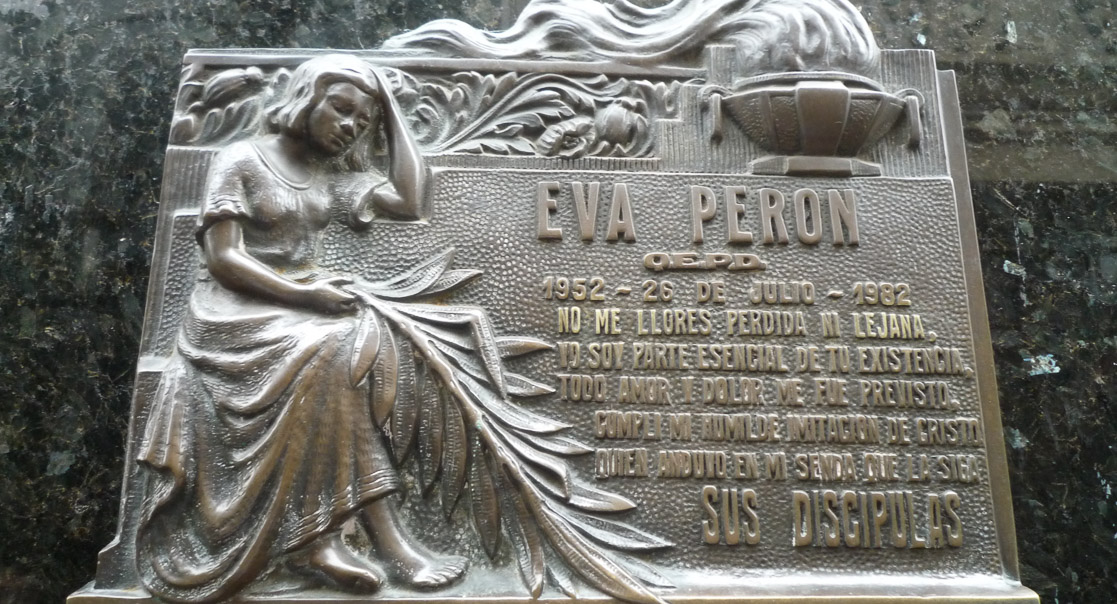 EVA PERON
Q.E.P.D.
1952 - 26 DE JULIO - 1982
NO ME LLORES PERDIDA NI LEJANA.
YO SOY PARTE ESENCIAL DE TU EXISTENCIA.
TODO AMOR Y DOLOR ME FUE PREVISTO.
CUMPLI MI HUMILDE IMITACION DE CRISTO
QUIEN ANDUVO EN MI SENDA QUE LA SIGA.
SUS DISCIPULAS